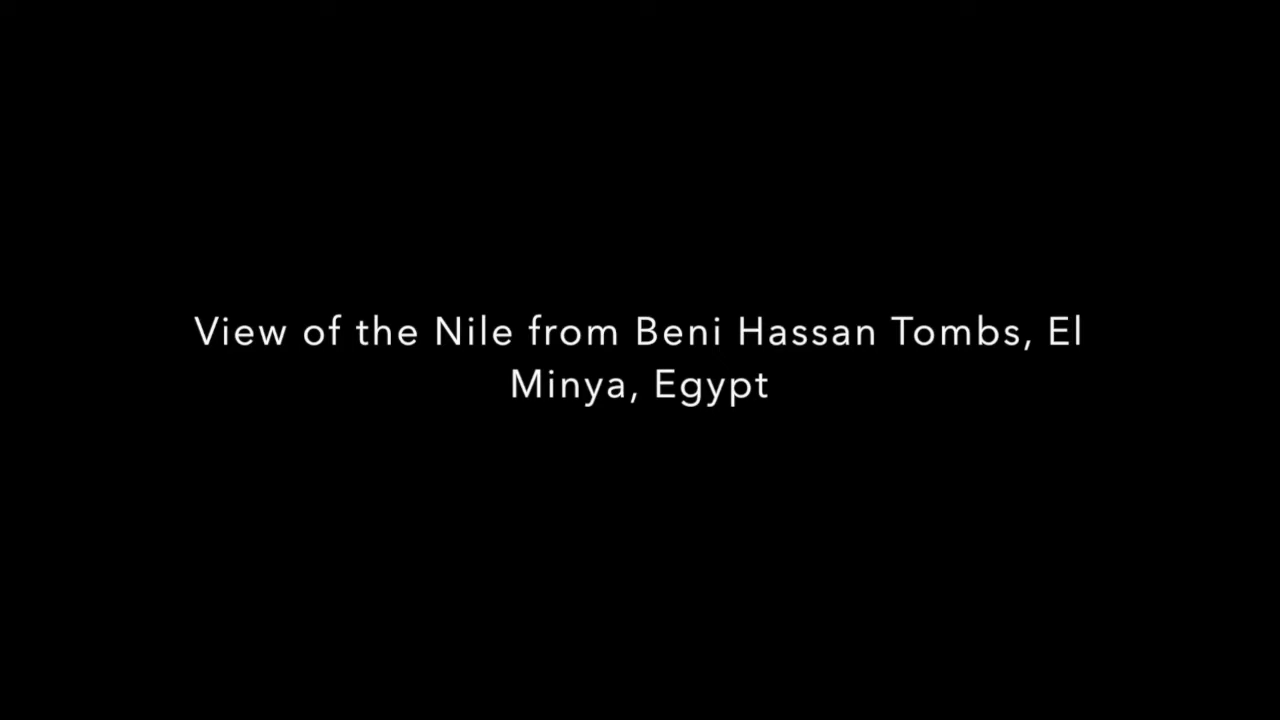 View of the Nile from Beni Hassan Tombs, El
Minya, Egypt